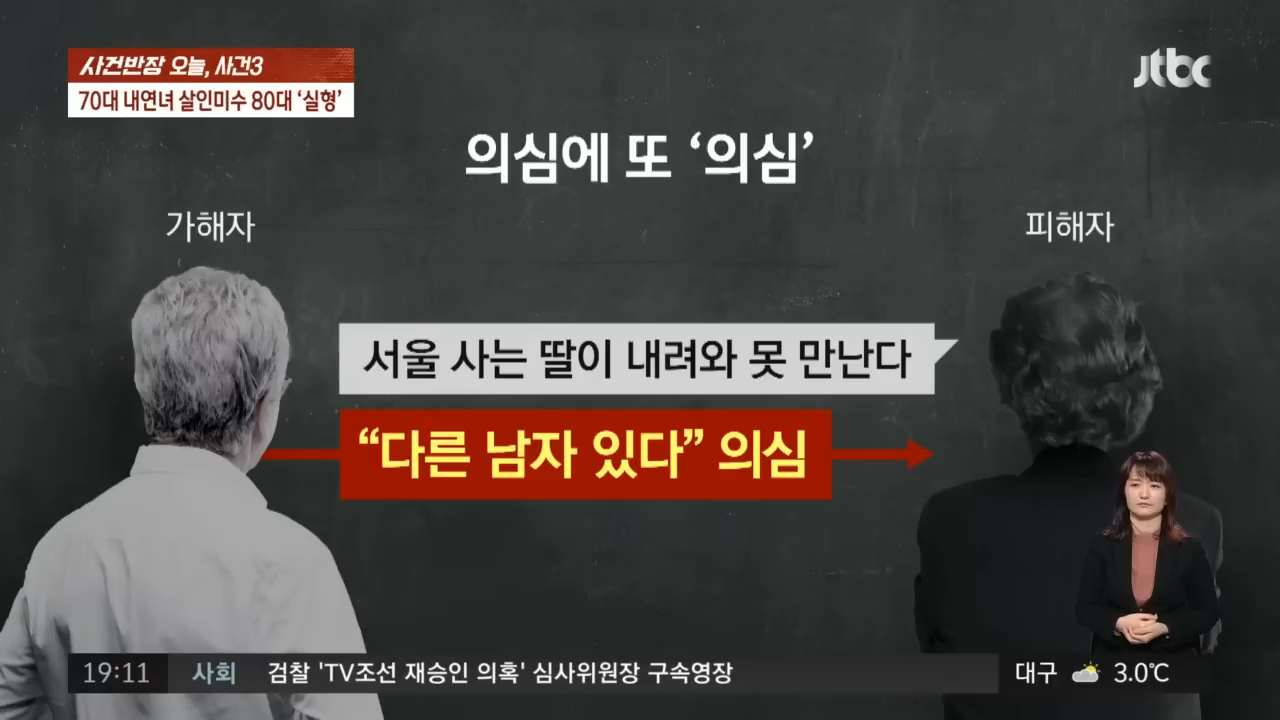 사건반장 오늘, 사건3
70대 내연녀 살인미수 80대 ‘실형’
jtbc
의심에 또 ‘의심’
가해자
피해자
서울 사는 딸이 내려와 못 만난다
“다른 남자 있다” 의심
19:11 사회 검찰 'TV조선 재승인 의혹' 심사위원장 구속영장
대구 3.0℃